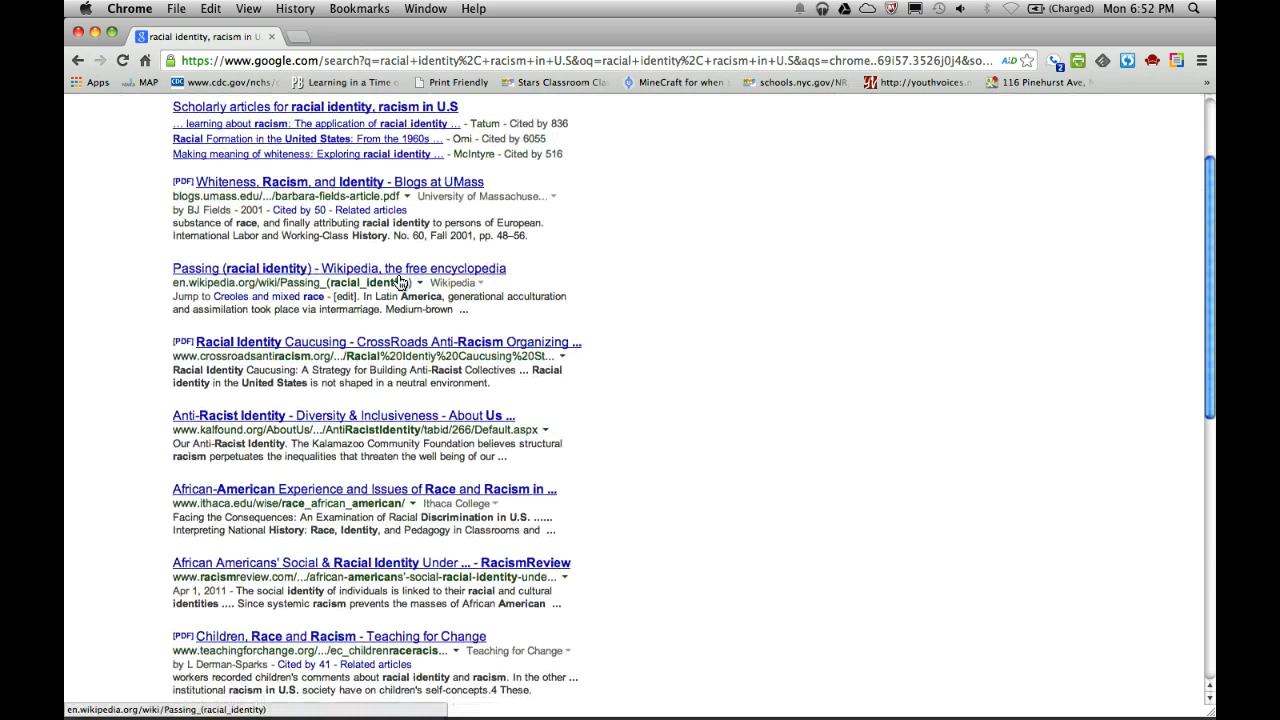 Chrome File Edit View History Bookmarks Window Help (Charged) Mon 6:52 PM
racial identity, racism in U.S
https://www.google.com/search?q=racial+identity%2C+racism+in+U.S&oq=racial+identity%2C+racism+in+U.S&aqs=chrome..69i57.3526j0j4&so...
Apps MAP CDC www.cdc.gov/nchs/ Learning in a Time Print Friendly Stars Classroom Cla MineCraft for when schools.nyc.gov/NR. http://youthvoices. 116 Pinehurst Ave, »
Scholarly articles for racial identity, racism in U.S
... learning about racism: The application of racial identity ... - Tatum - Cited by 836
Racial Formation in the United States: From the 1960s ... - Omi - Cited by 6055
Making meaning of whiteness: Exploring racial identity ... - McIntyre - Cited by 516
[PDF] Whiteness, Racism, and Identity - Blogs at UMass
blogs.umass.edu/.../barbara-fields-article.pdf University of Massachuse...
by BJ Fields - 2001 - Cited by 50 - Related articles
substance of race, and finally attributing racial identity to persons of European.
International Labor and Working-Class History. No. 60, Fall 2001, pp. 48–56.
Passing (racial identity) - Wikipedia, the free encyclopedia
en.wikipedia.org/wiki/Passing_(racial_identity) Wikipedia
Jump to Creoles and mixed race - [edit]. In Latin America, generational acculturation
and assimilation took place via intermarriage. Medium-brown ...
[PDF] Racial Identity Caucusing - CrossRoads Anti-Racism Organizing ...
www.crossroadsantiracism.org/.../Racial%20Identiy%20Caucusing%20St...
Racial Identity Caucusing: A Strategy for Building Anti-Racist Collectives ... Racial
identity in the United States is not shaped in a neutral environment.
Anti-Racist Identity - Diversity & Inclusiveness - About Us ...
www.kalfound.org/AboutUs/.../AntiRacistIdentity/tabid/266/Default.aspx
Our Anti-Racist Identity. The Kalamazoo Community Foundation believes structural
racism perpetuates the inequalities that threaten the well being of our ...
African-American Experience and Issues of Race and Racism in ...
www.ithaca.edu/wise/race_african_american/ Ithaca College
Facing the Consequences: An Examination of Racial Discrimination in U.S. ......
Interpreting National History: Race, Identity, and Pedagogy in Classrooms and ...
African Americans' Social & Racial Identity Under ... - RacismReview
www.racismreview.com/.../african-americans'-social-racial-identity-unde...
Apr 1, 2011 - The social identity of individuals is linked to their racial and cultural
identities .... Since systemic racism prevents the masses of African American ...
[PDF] Children, Race and Racism - Teaching for Change
www.teachingforchange.org/.../ec_childrenraceracis... Teaching for Change
by L Derman-Sparks - Cited by 41 - Related articles
workers recorded children's comments about racial identity and racism. In the other ...
institutional racism in U.S. society have on children's self-concepts.4 These.
en.wikipedia.org/wiki/Passing_(racial_identity)